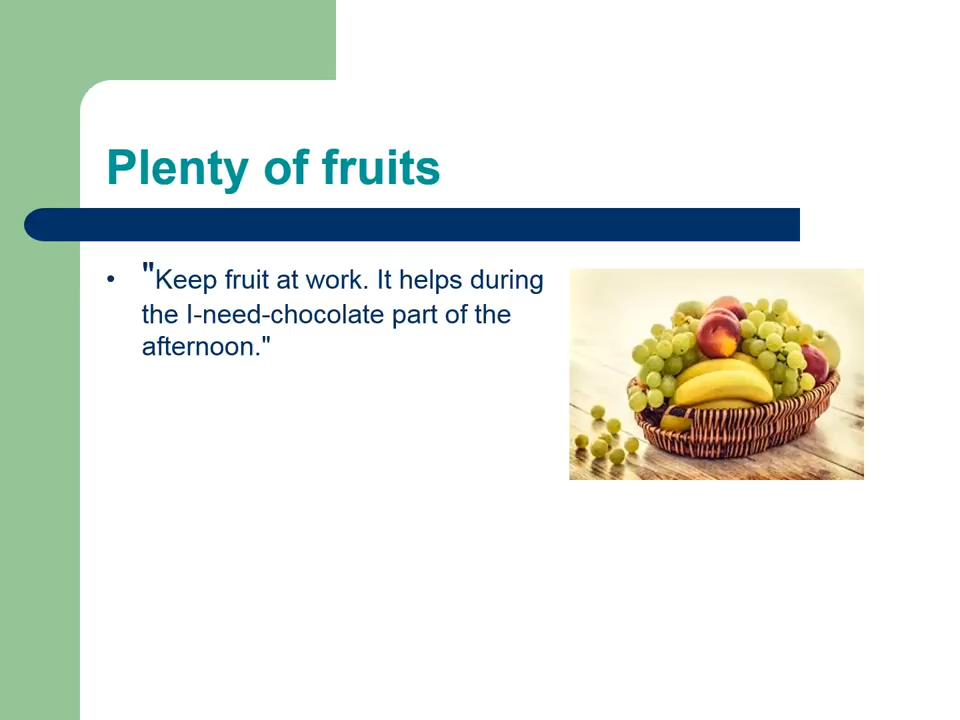 Plenty of fruits
• "Keep fruit at work. It helps during
the I-need-chocolate part of the
afternoon."